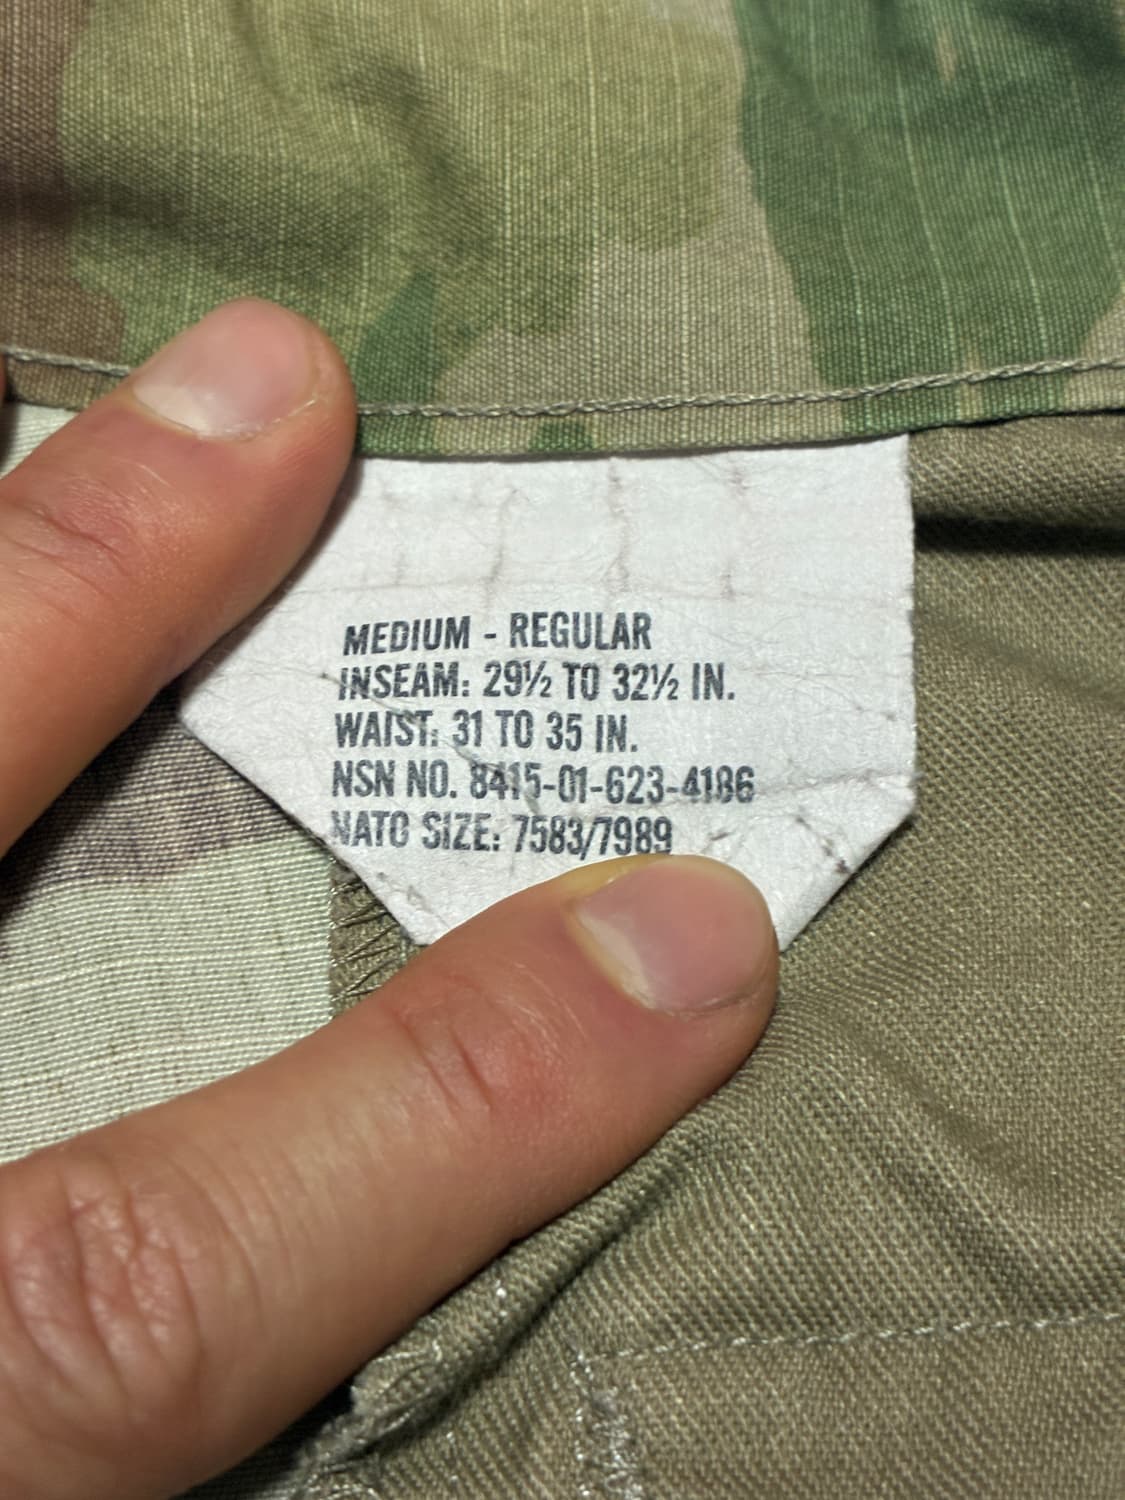 MEDIUM - REGULAR
INSEAM: 29½ TO 32½ IN.
WAIST: 31 TO 35 IN.
NSN NO. 8415-01-623-4186
NATO SIZE: 7583/7989